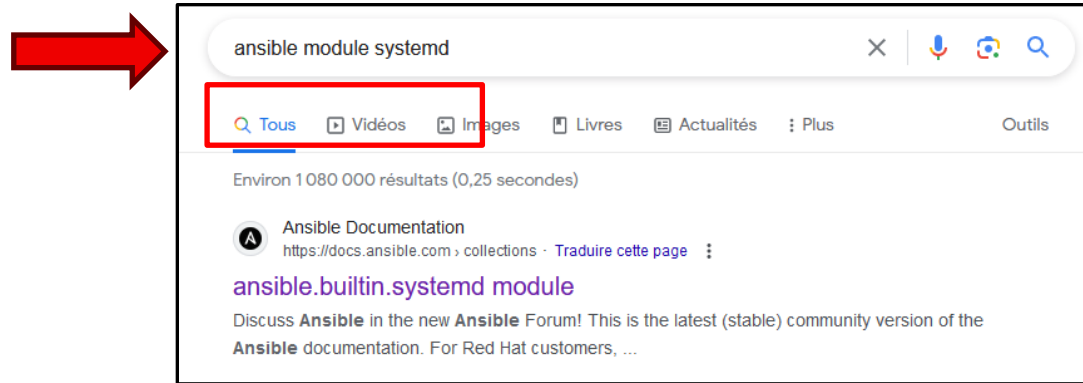 ansible module systemd
Tous Vidéos Images Livres Actualités Plus Outils
Environ 1 080 000 résultats (0,25 secondes)
Ansible Documentation
https://docs.ansible.com › collections · Traduire cette page
ansible.builtin.systemd module
Discuss Ansible in the new Ansible Forum! This is the latest (stable) community version of the
Ansible documentation. For Red Hat customers, ...